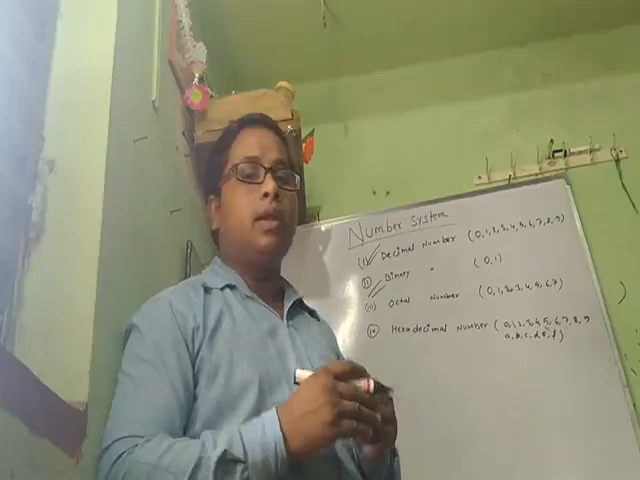 Number System
(i) Decimal Number (0,1,2,3,4,5,6,7,8,9)
(ii) Binary " (0,1)
(iii) Octal Number (0,1,2,3,4,5,6,7)
(iv) Hexadecimal Number (0,1,2,3,4,5,6,7,8,9
a,b,c,d,e,f)